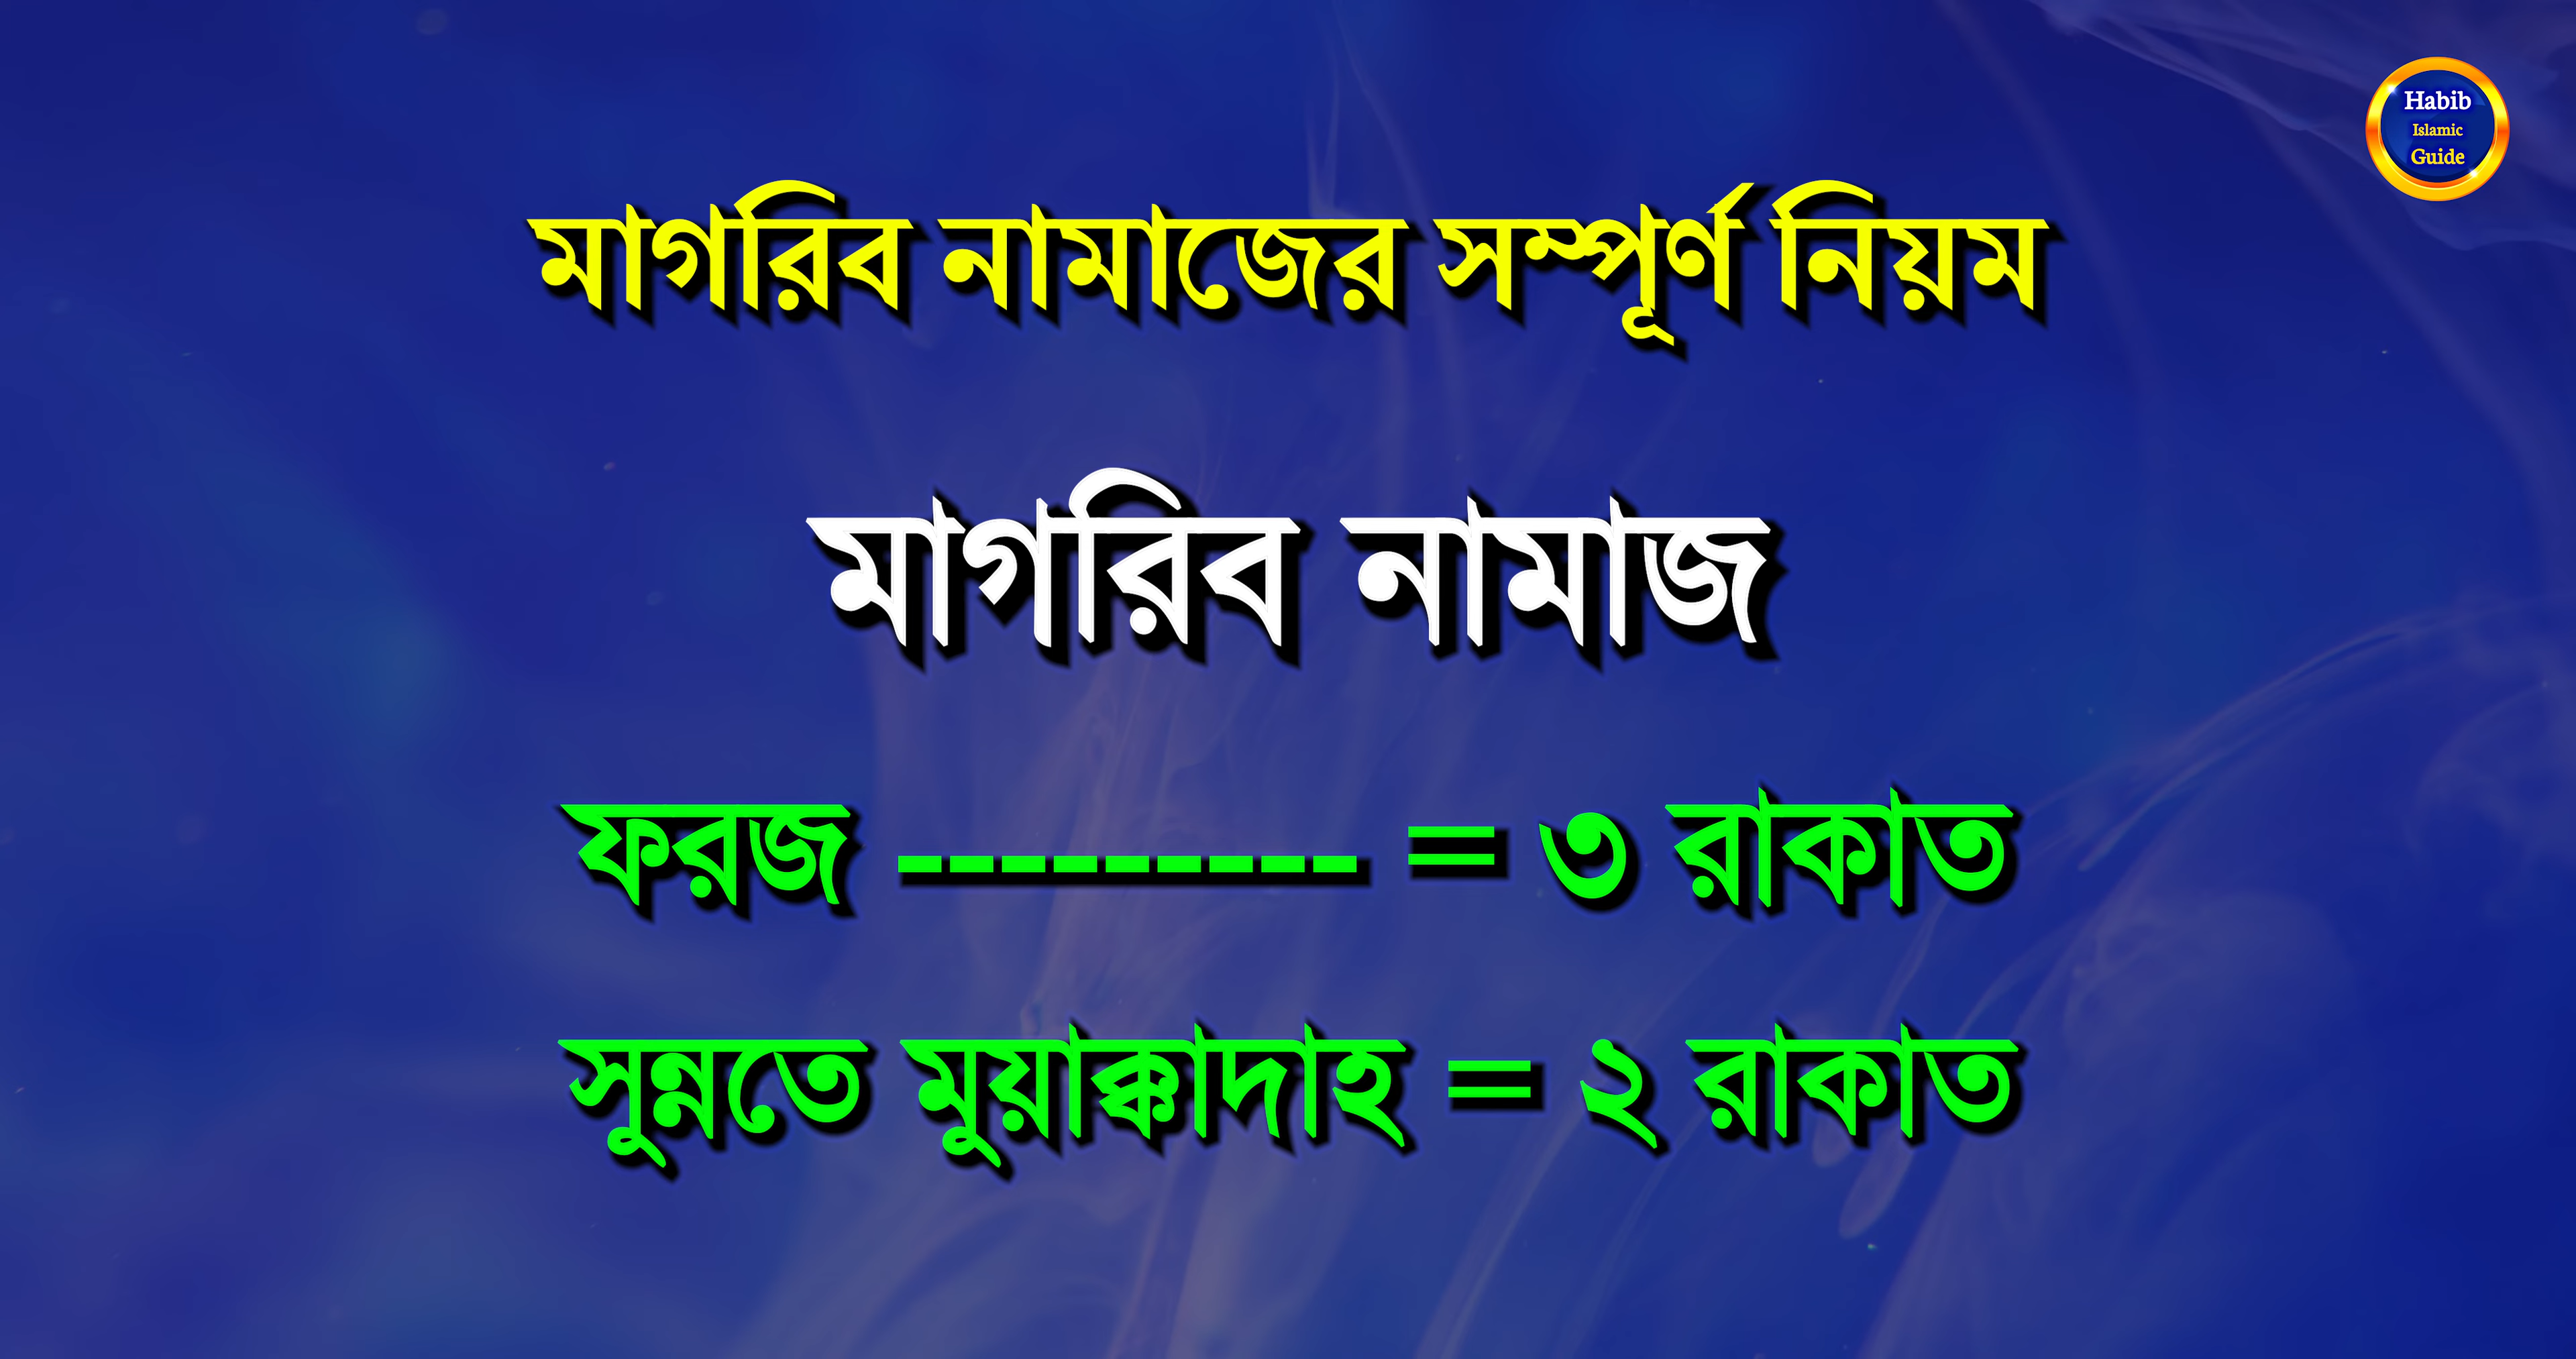 Habib
Islamic
Guide
মাগরিব নামাজের সম্পূর্ণ নিয়ম
মাগরিব নামাজ
ফরজ --------- = ৩ রাকাত
সুন্নতে মুয়াক্কাদাহ = ২ রাকাত